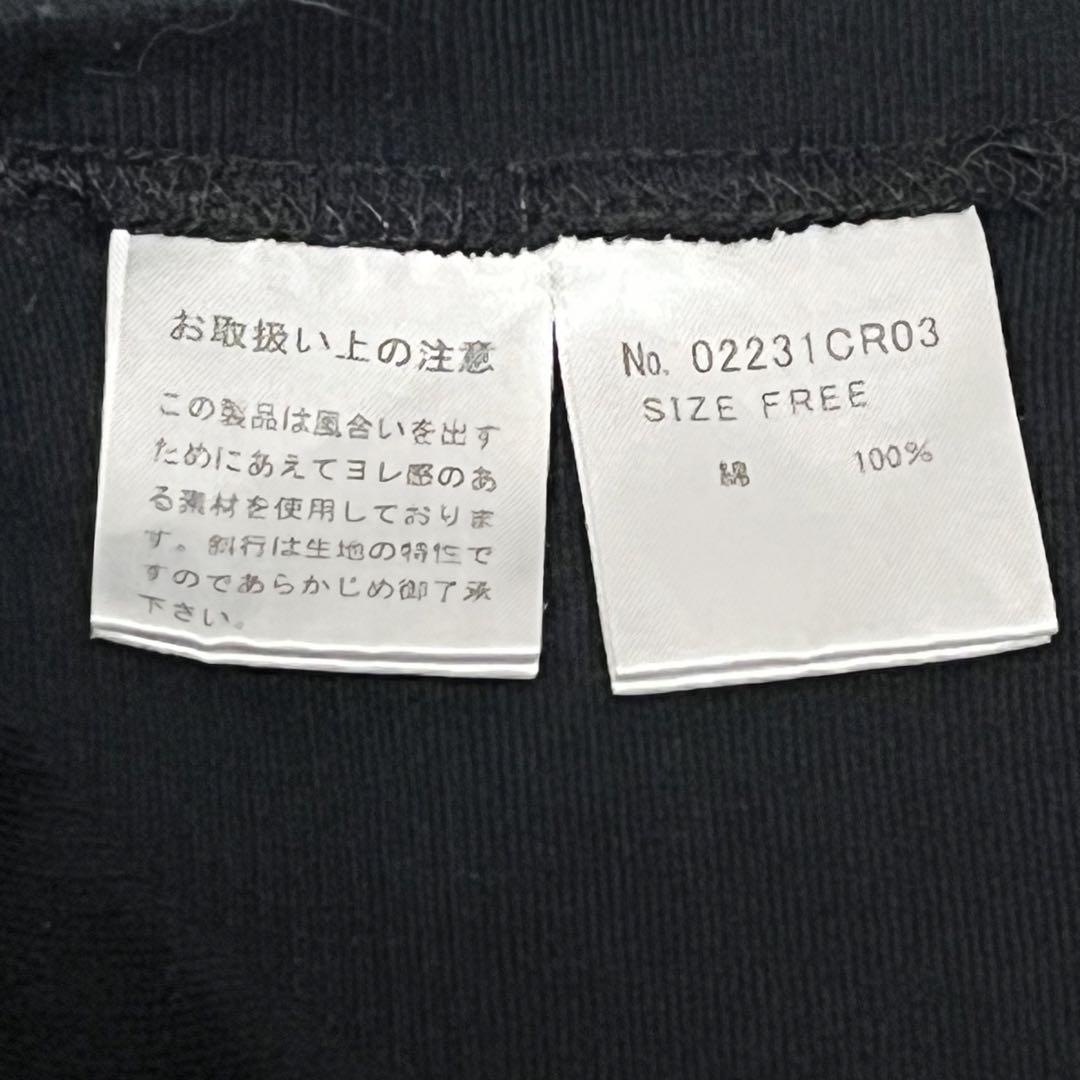 お取扱い上の注意
この製品は風合いを出す
ためにあえてヨレ感のあ
る素材を使用しておりま
す。斜行は生地の特性で
すのであらかじめ御了承
下さい。
No. 02231CR03
SIZE FREE
綿 100%